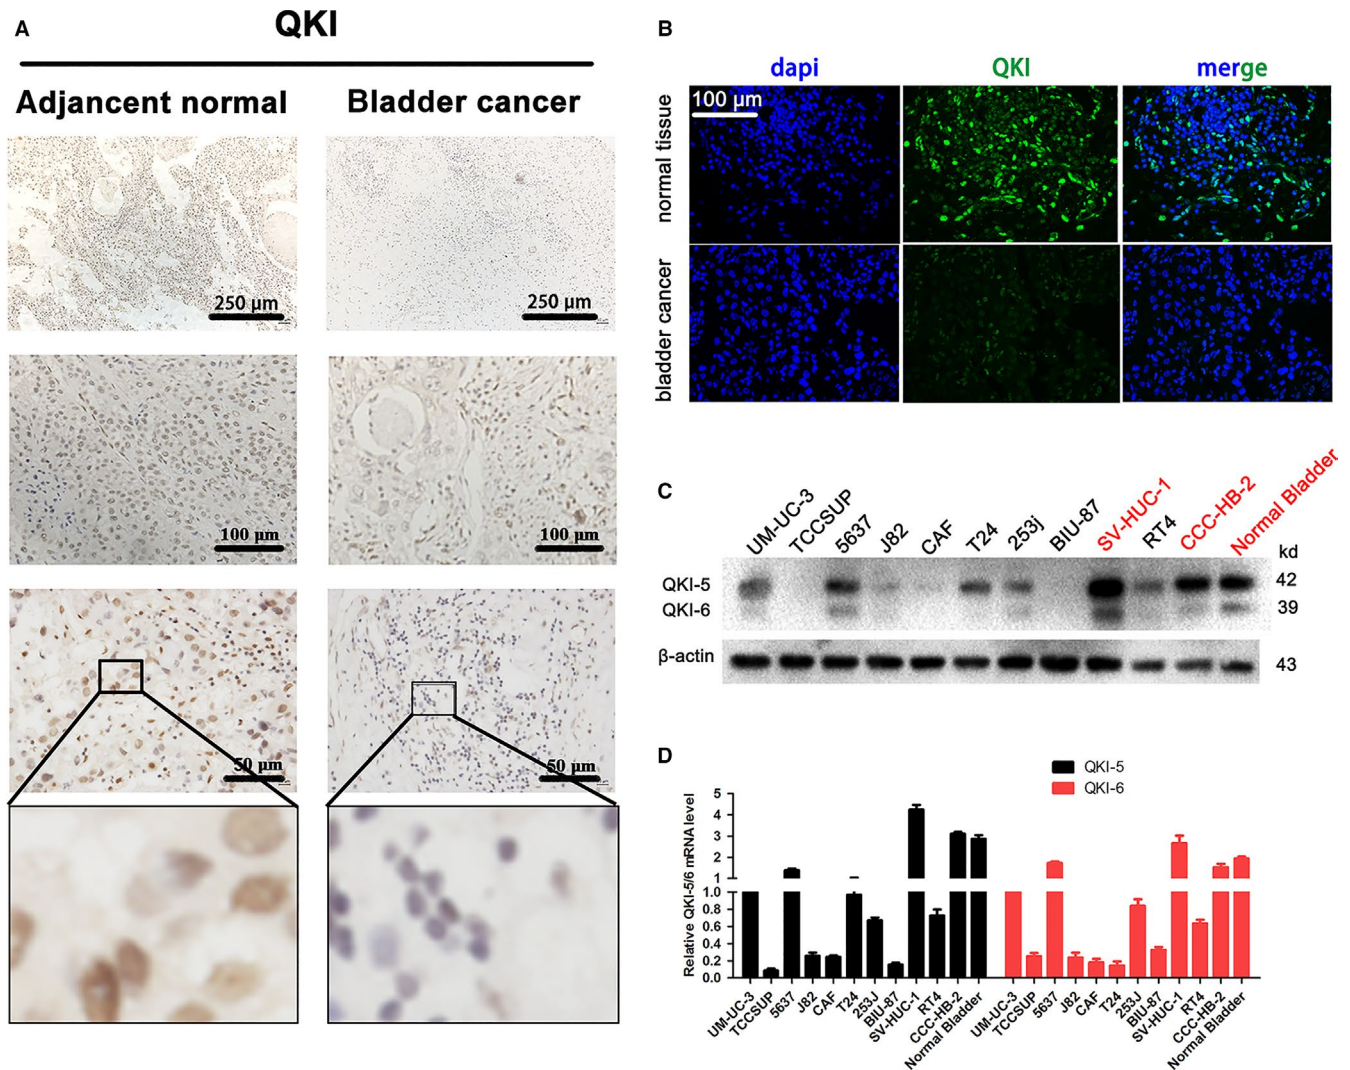 A
QKI
Adjancent normal
Bladder cancer
250 µm
250 µm
100 µm
100 µm
50 µm
50 µm
B
dapi
QKI
merge
normal tissue
100 µm
bladder cancer
C
UM-UC-3
TCCSUP
5637
J82
CAF
T24
253j
BIU-87
SV-HUC-1
RT4
CCC-HB-2
Normal Bladder
kd
QKI-5
42
QKI-6
39
β-actin
43
D
QKI-5
QKI-6
Relative QKI-5/6 mRNA level
5
4
3
2
1
1.0
0.8
0.6
0.4
0.2
0.0
UM-UC-3
TCCSUP
5637
J82
CAF
T24
253J
BIU-87
SV-HUC-1
RT4
CCC-HB-2
Normal Bladder
UM-UC-3
TCCSUP
5637
J82
CAF
T24
253J
BIU-87
SV-HUC-1
RT4
CCC-HB-2
Normal Bladder